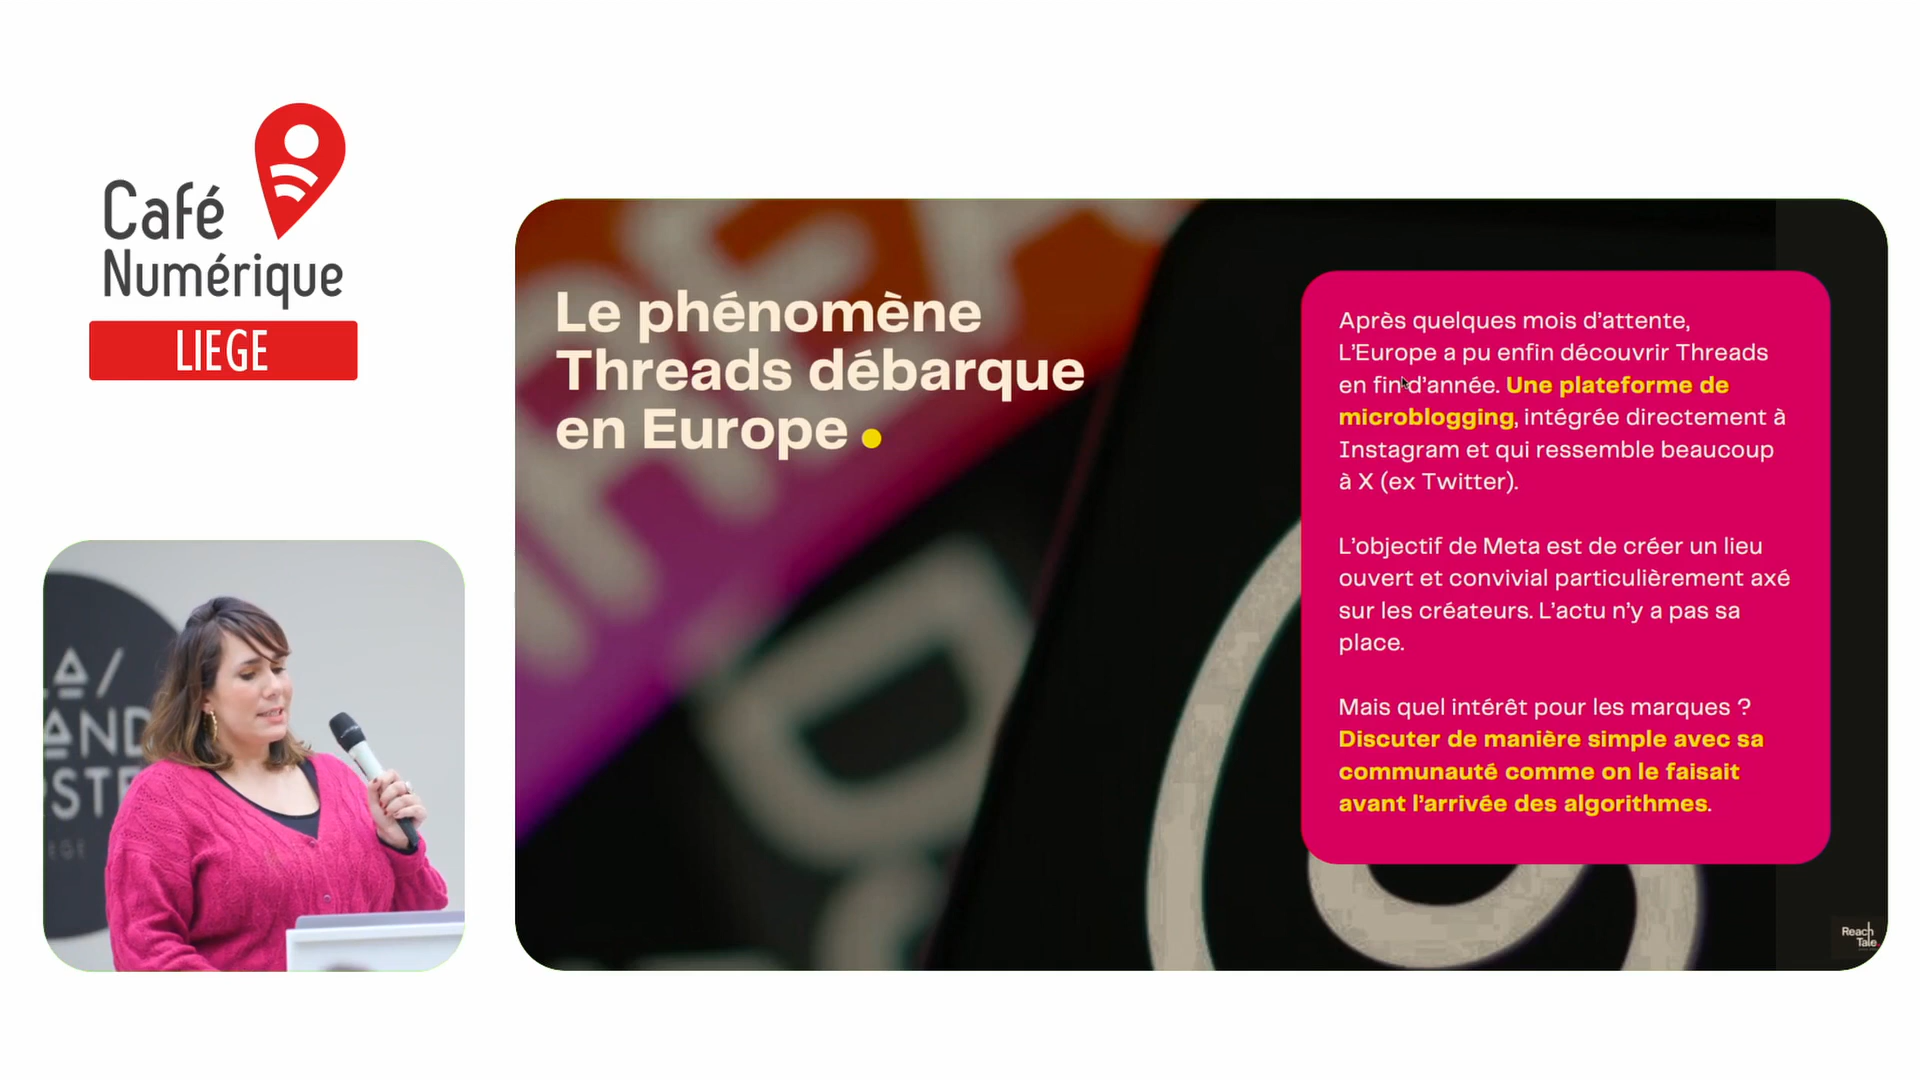 Café
Numérique
LIEGE
Le phénomène
Threads débarque
en Europe
Après quelques mois d’attente,
L’Europe a pu enfin découvrir Threads
en fin d’année. Une plateforme de
microblogging, intégrée directement à
Instagram et qui ressemble beaucoup
à X (ex Twitter).
L’objectif de Meta est de créer un lieu
ouvert et convivial particulièrement axé
sur les créateurs. L’actu n’y a pas sa
place.
Mais quel intérêt pour les marques ?
Discuter de manière simple avec sa
communauté comme on le faisait
avant l’arrivée des algorithmes.
Reach
Tale